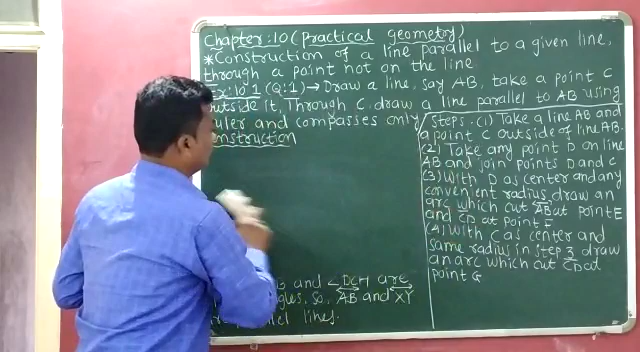 Chapter:10 (Practical geometry)
*Construction of a line parallel to a given line,
through a point not on the line
Ex:10.1 (Q:1) → Draw a line, say AB, take a point C
outside it, Through C, draw a line parallel to AB using
ruler and compasses only
construction
and ∠DCH are
angles, so, AB and XY
parallel lines.
Steps. (1) Take a line AB and
a point C outside of line AB.
(2) Take any point D on line
AB and join points D and C
(3) With D as center and any
convenient radius, draw an
arc which cut AB at point E
and CD at point F
(4) With C as center and
same radius in step 3, draw
an arc which cut CD at
point G